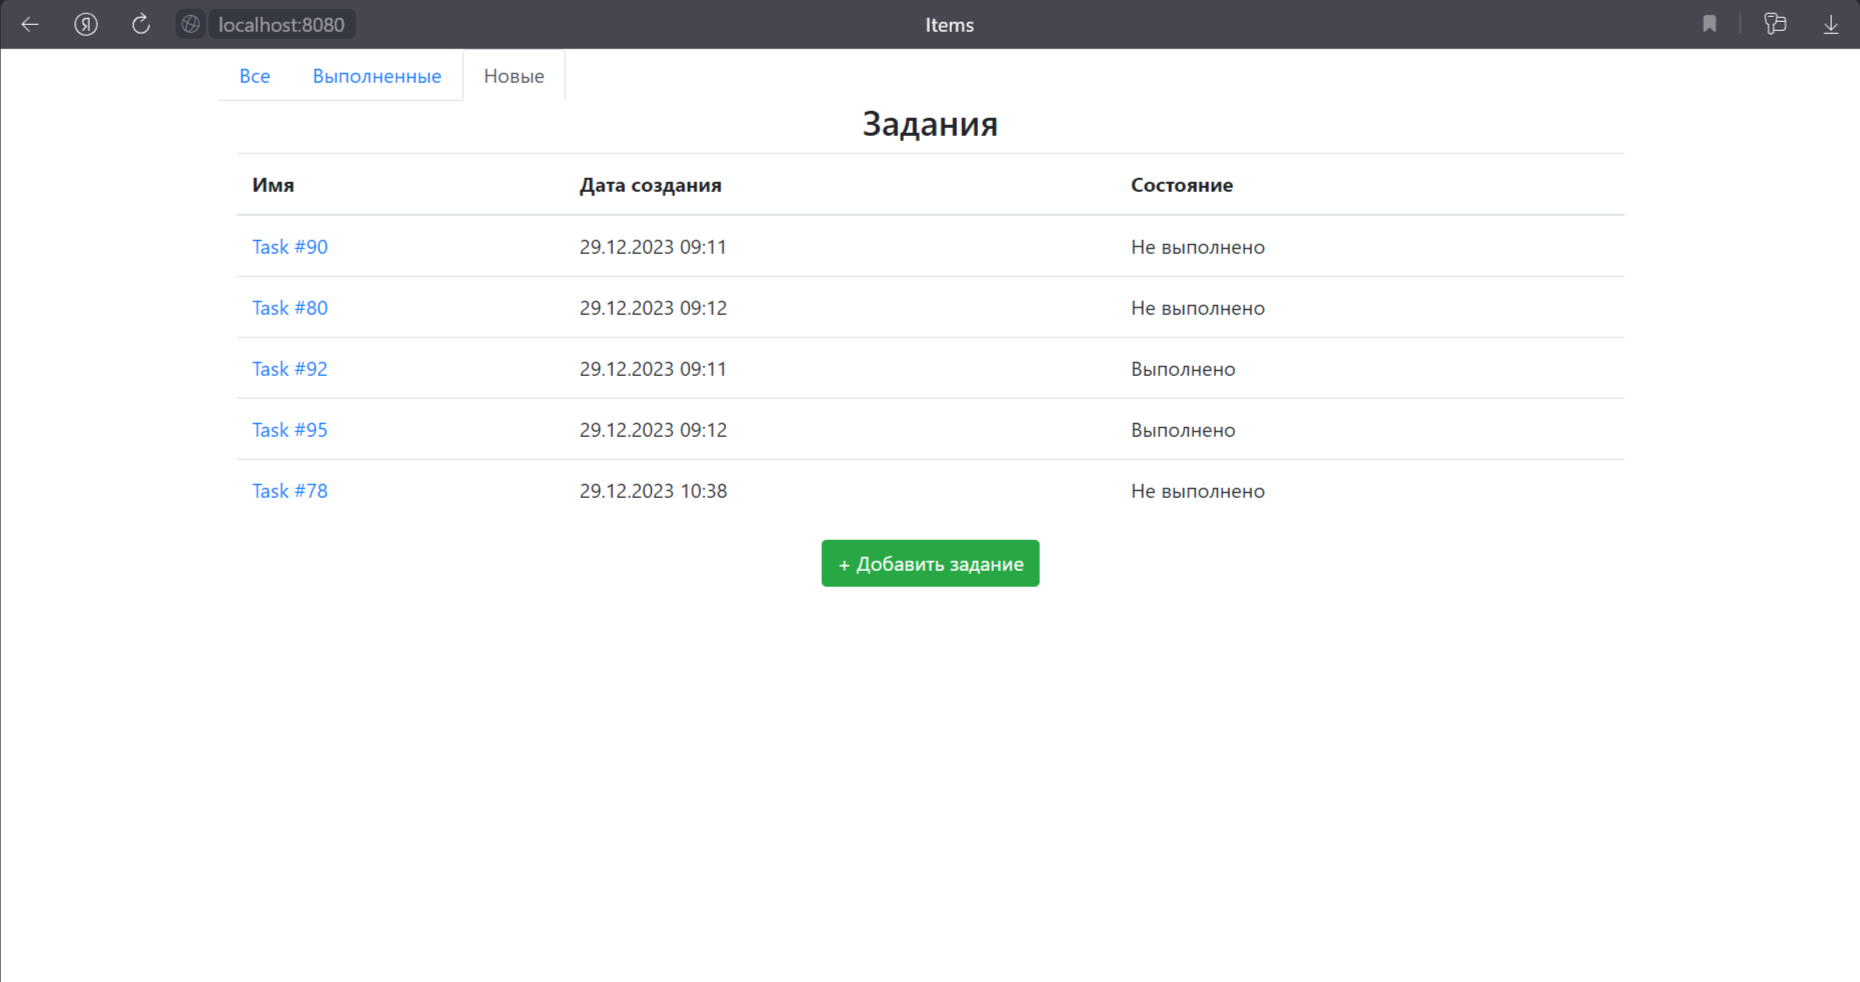 localhost:8080 Items
Все Выполненные Новые
Задания
Имя Дата создания Состояние
Task #90 29.12.2023 09:11 Не выполнено
Task #80 29.12.2023 09:12 Не выполнено
Task #92 29.12.2023 09:11 Выполнено
Task #95 29.12.2023 09:12 Выполнено
Task #78 29.12.2023 10:38 Не выполнено
+ Добавить задание